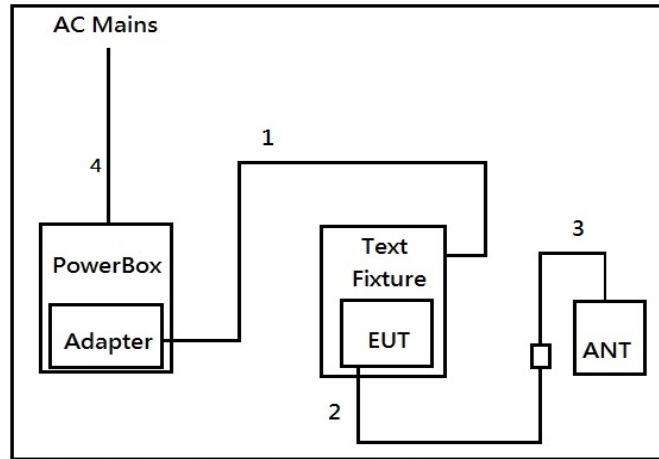 AC Mains
1
4
3
PowerBox
Text
Fixture
Adapter
EUT
ANT
2